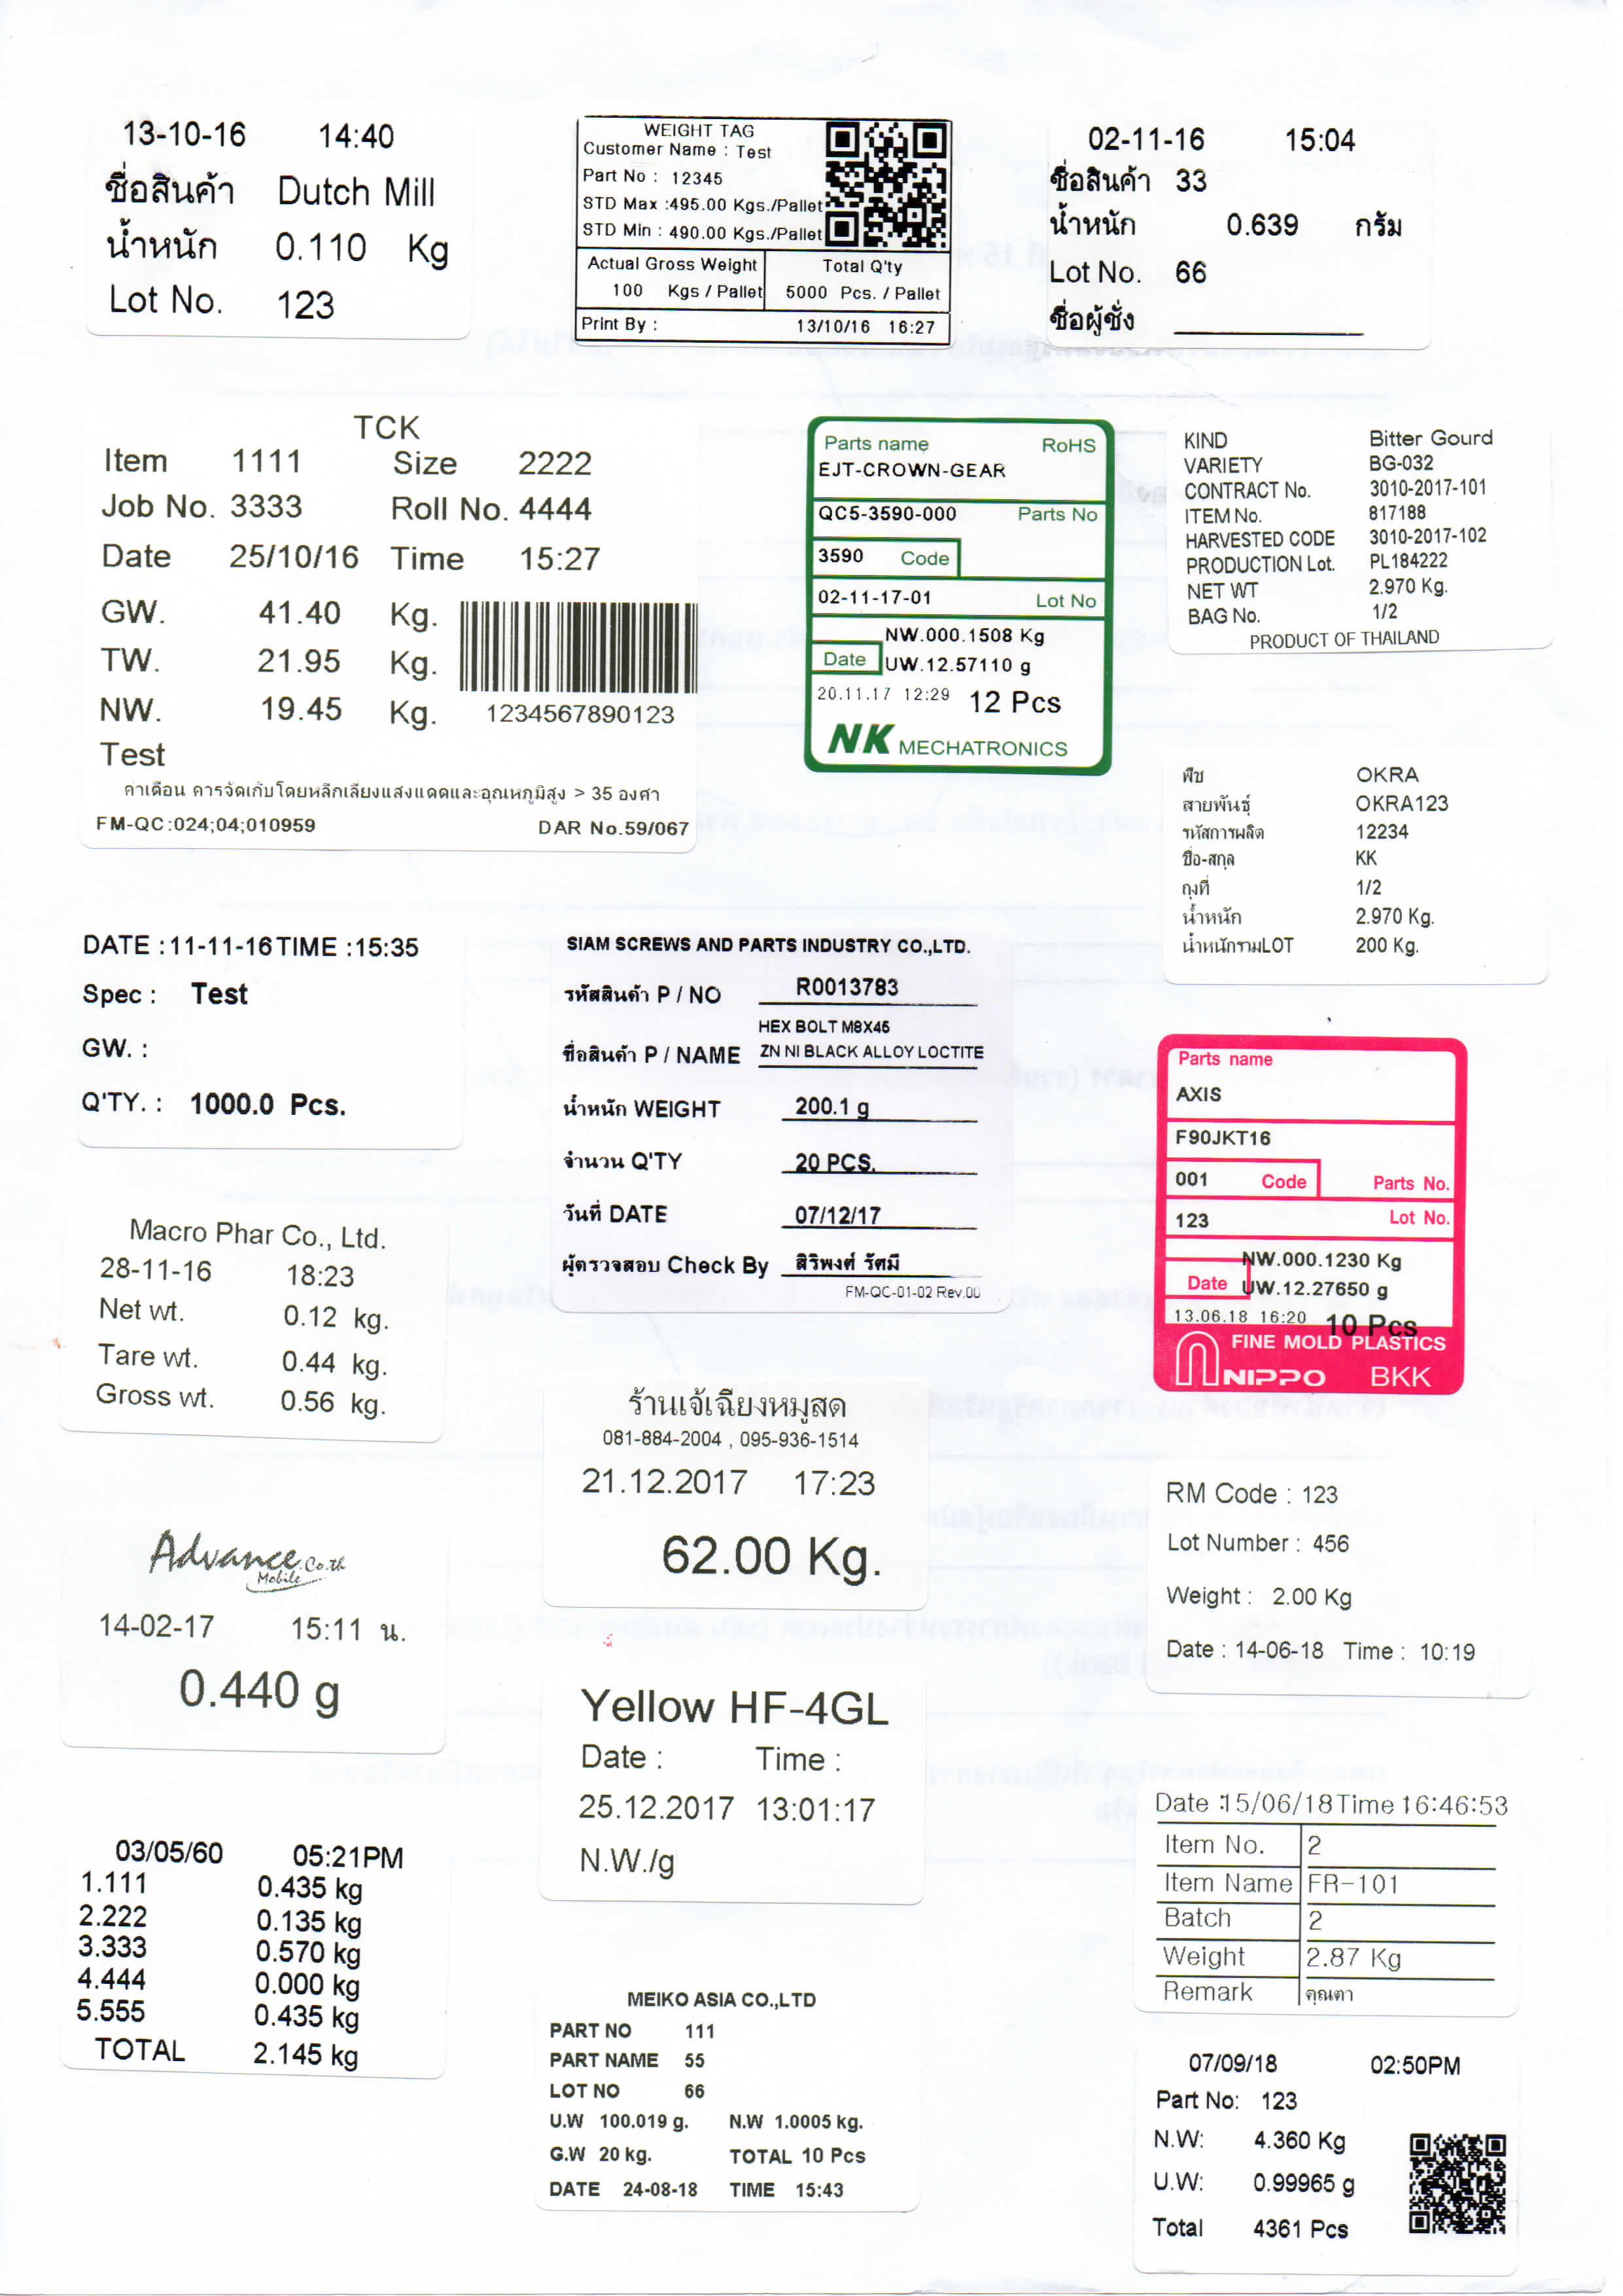 13-10-16 14:40
ชื่อสินค้า Dutch Mill
น้ำหนัก 0.110 Kg
Lot No. 123
WEIGHT TAG
Customer Name : Test
Part No : 12345
STD Max :495.00 Kgs./Pallet
STD Min : 490.00 Kgs./Pallet
Actual Gross Weight Total Q'ty
100 Kgs / Pallet 5000 Pcs. / Pallet
Print By : 13/10/16 16:27
02-11-16 15:04
ชื่อสินค้า 33
น้ำหนัก 0.639 กรัม
Lot No. 66
ชื่อผู้ชั่ง
TCK
Item 1111 Size 2222
Job No. 3333 Roll No. 4444
Date 25/10/16 Time 15:27
GW. 41.40 Kg.
TW. 21.95 Kg.
NW. 19.45 Kg. 1234567890123
Test
คาเตือน การจัดเก็บโดยหลีกเลียงแสงแดดและอุณหภูมิสูง > 35 องศา
FM-QC:024;04;010959 DAR No.59/067
Parts name RoHS
EJT-CROWN-GEAR
QC5-3590-000 Parts No
3590 Code
02-11-17-01 Lot No
NW.000.1508 Kg
Date UW.12.57110 g
20.11.17 12:29 12 Pcs
NK MECHATRONICS
KIND Bitter Gourd
VARIETY BG-032
CONTRACT No. 3010-2017-101
ITEM No. 817188
HARVESTED CODE 3010-2017-102
PRODUCTION Lot. PL184222
NET WT 2.970 Kg.
BAG No. 1/2
PRODUCT OF THAILAND
พืช OKRA
สายพันธุ์ OKRA123
รหัสการผลิต 12234
ชื่อ-สกุล KK
ถุงที่ 1/2
น้ำหนัก 2.970 Kg.
น้ำหนักรวมLOT 200 Kg.
DATE :11-11-16 TIME :15:35
Spec : Test
GW. :
Q'TY. : 1000.0 Pcs.
SIAM SCREWS AND PARTS INDUSTRY CO.,LTD.
รหัสสินค้า P / NO R0013783
HEX BOLT M8X45
ชื่อสินค้า P / NAME ZN NI BLACK ALLOY LOCTITE
น้ำหนัก WEIGHT 200.1 g
จำนวน Q'TY 20 PCS.
วันที่ DATE 07/12/17
ผู้ตรวจสอบ Check By สิริพงศ์ รัศมี
FM-QC-01-02 Rev.00
Parts name
AXIS
F90JKT16
001 Code Parts No.
123 Lot No.
NW.000.1230 Kg
Date UW.12.27650 g
13.06.18 16:20 10 Pcs
FINE MOLD PLASTICS
NIPPO BKK
Macro Phar Co., Ltd.
28-11-16 18:23
Net wt. 0.12 kg.
Tare wt. 0.44 kg.
Gross wt. 0.56 kg.
ร้านเจ้เฉียงหมูสด
081-884-2004 , 095-936-1514
21.12.2017 17:23
62.00 Kg.
RM Code : 123
Lot Number : 456
Weight : 2.00 Kg
Date : 14-06-18 Time : 10:19
Advance Mobile.Co.th
14-02-17 15:11 น.
0.440 g
Yellow HF-4GL
Date : Time :
25.12.2017 13:01:17
N.W./g
Date :15/06/18 Time 16:46:53
Item No. 2
Item Name FR-101
Batch 2
Weight 2.87 Kg
Remark คุณตา
03/05/60 05:21PM
1.111 0.435 kg
2.222 0.135 kg
3.333 0.570 kg
4.444 0.000 kg
5.555 0.435 kg
TOTAL 2.145 kg
MEIKO ASIA CO.,LTD
PART NO 111
PART NAME 55
LOT NO 66
U.W 100.019 g. N.W 1.0005 kg.
G.W 20 kg. TOTAL 10 Pcs
DATE 24-08-18 TIME 15:43
07/09/18 02:50PM
Part No: 123
N.W: 4.360 Kg
U.W: 0.99965 g
Total 4361 Pcs